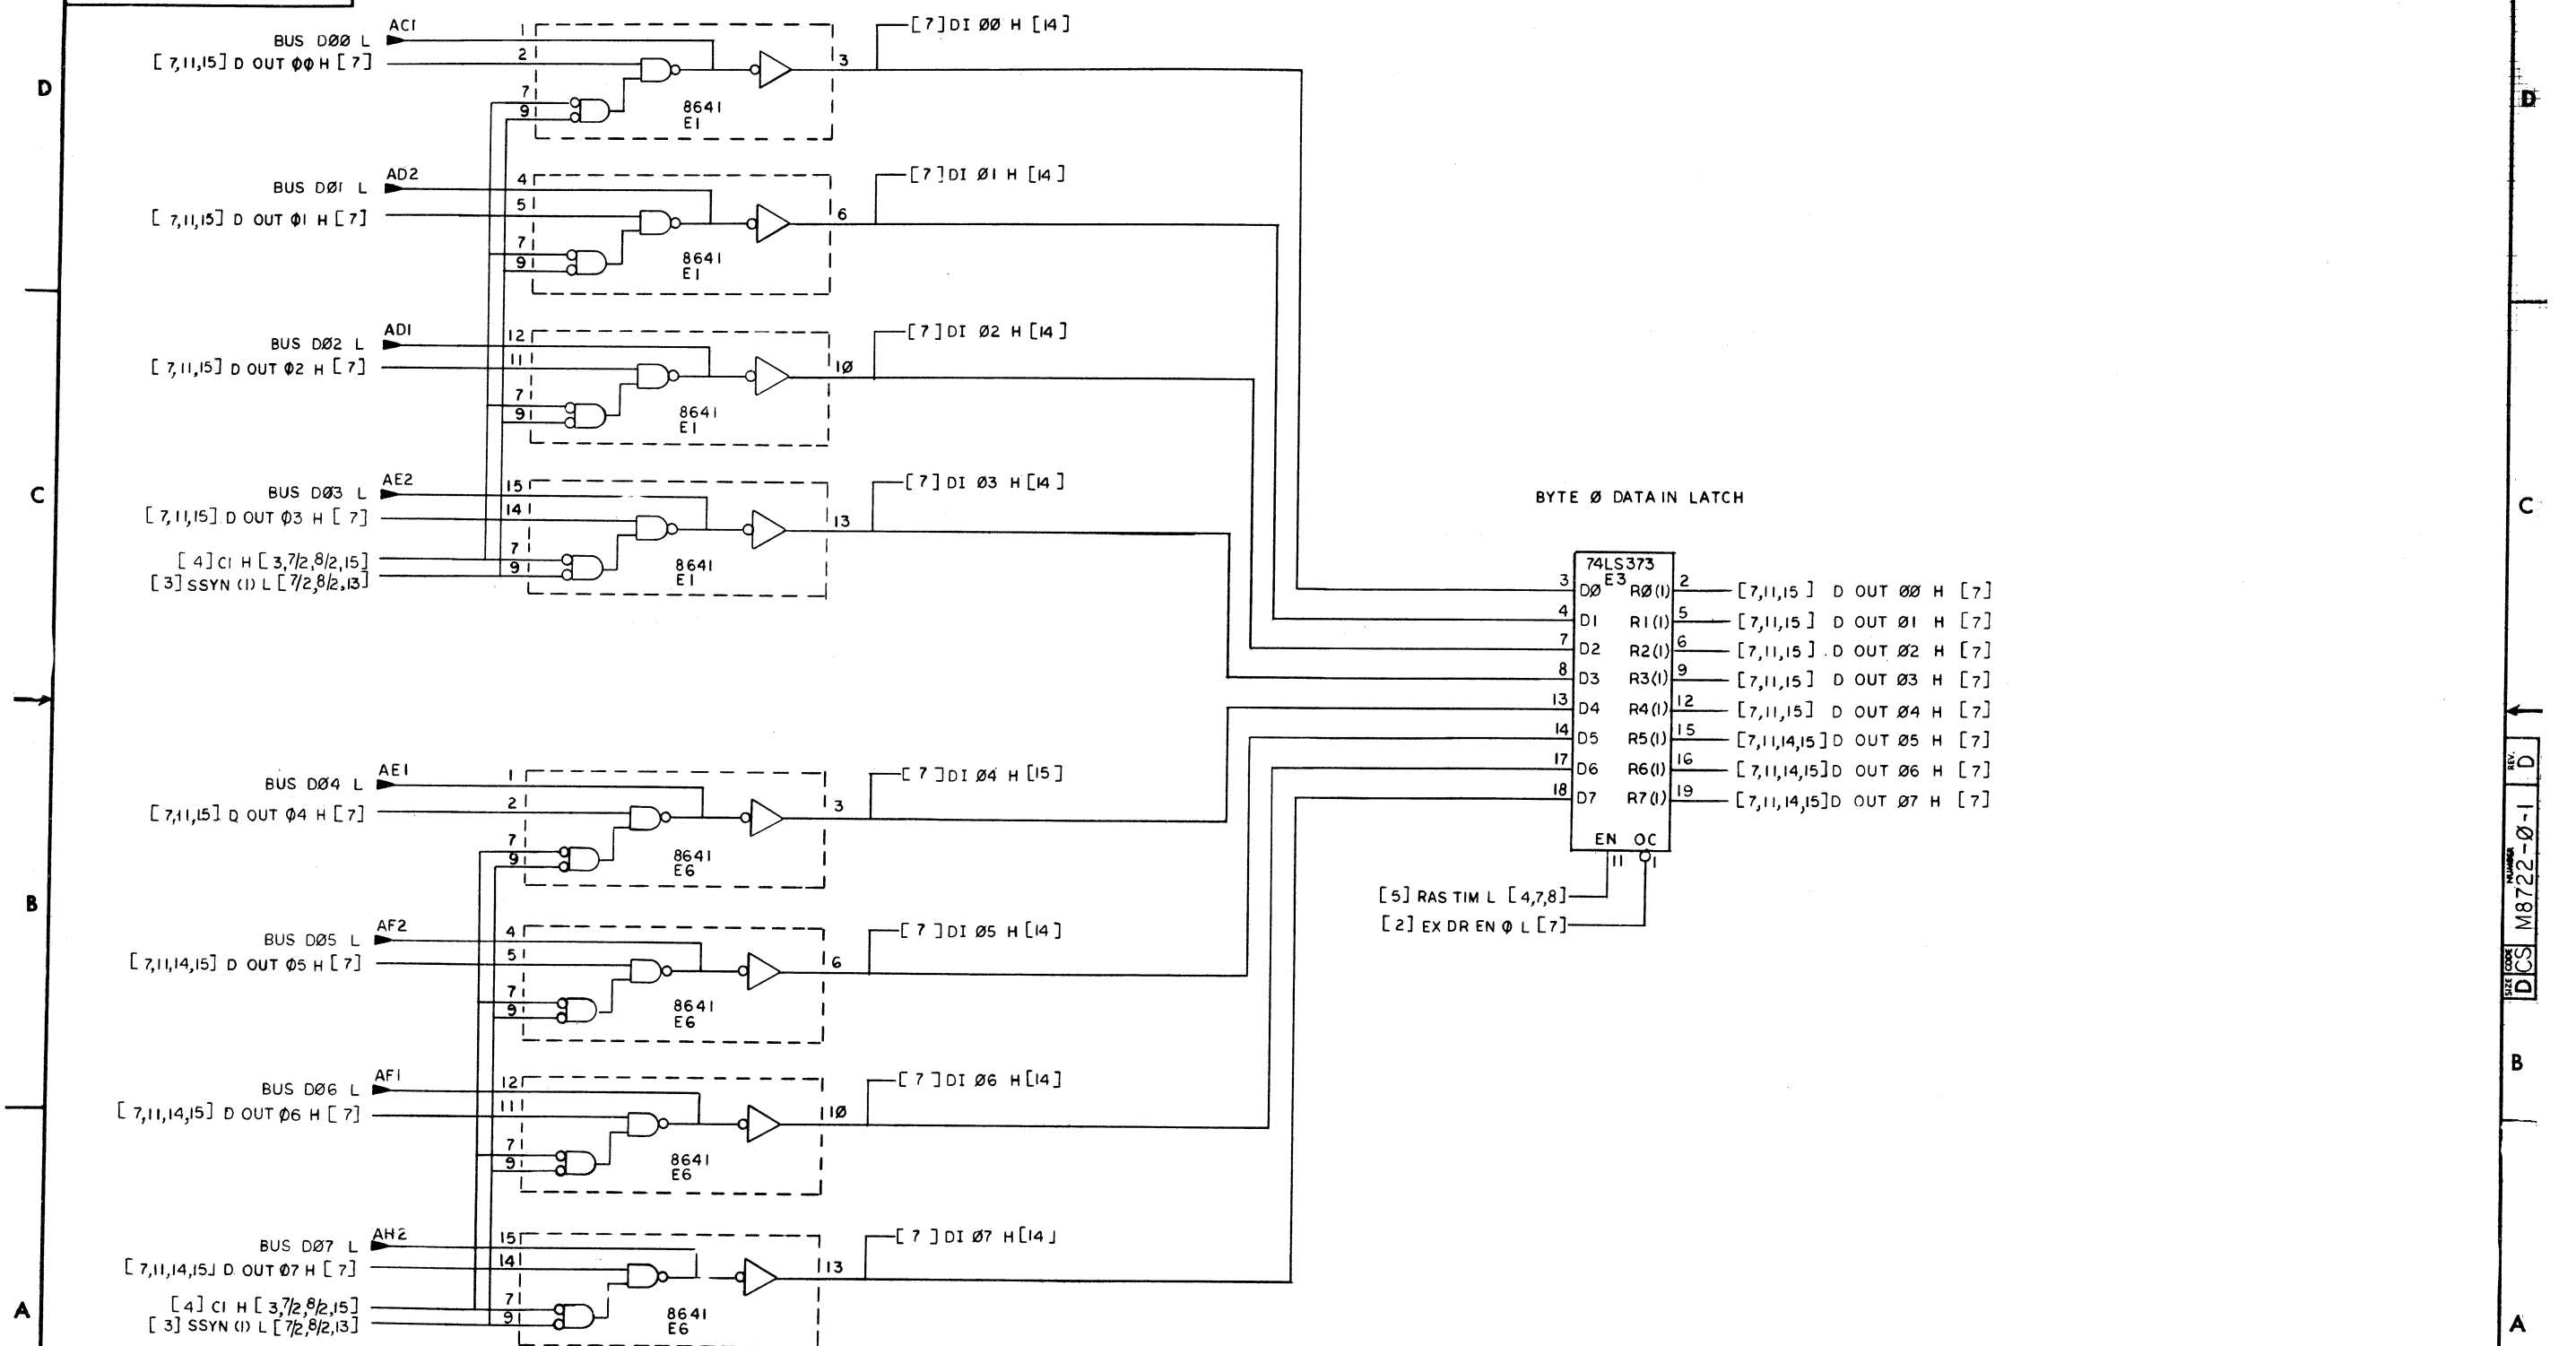 AC1
[7]DI ØØ H [14]
BUS DØØ L
1
[7,11,15] D OUT ØØ H [7]
2
3
D
D
7
9
8641
E1
AD2
[7]DI Ø1 H [14]
BUS DØ1 L
4
[7,11,15] D OUT Ø1 H [7]
5
6
7
9
8641
E1
AD1
[7]DI Ø2 H [14]
BUS DØ2 L
12
[7,11,15] D OUT Ø2 H [7]
11
1Ø
7
9
8641
E1
AE2
[7] DI Ø3 H [14]
BUS DØ3 L
15
C
C
[7,11,15] D OUT Ø3 H [7]
14
13
[4] C1 H [3,7/2,8/2,15]
7
[3] SSYN (1) L [7/2,8/2,13]
9
8641
E1
BYTE Ø DATA IN LATCH
74LS373
E3
3 DØ RØ(1) 2 [7,11,15] D OUT ØØ H [7]
4 D1 R1(1) 5 [7,11,15] D OUT Ø1 H [7]
7 D2 R2(1) 6 [7,11,15] D OUT Ø2 H [7]
8 D3 R3(1) 9 [7,11,15] D OUT Ø3 H [7]
13 D4 R4(1) 12 [7,11,15] D OUT Ø4 H [7]
14 D5 R5(1) 15 [7,11,14,15] D OUT Ø5 H [7]
17 D6 R6(1) 16 [7,11,14,15] D OUT Ø6 H [7]
18 D7 R7(1) 19 [7,11,14,15] D OUT Ø7 H [7]
EN OC
11 1
[5] RAS TIM L [4,7,8]
[2] EX DR EN Ø L [7]
AE1
[7]DI Ø4 H [15]
BUS DØ4 L
1
[7,11,15] D OUT Ø4 H [7]
2
3
7
9
8641
E6
B
B
AF2
[7]DI Ø5 H [14]
BUS DØ5 L
4
[7,11,14,15] D OUT Ø5 H [7]
5
6
7
9
8641
E6
AF1
[7]DI Ø6 H [14]
BUS DØ6 L
12
[7,11,14,15] D OUT Ø6 H [7]
11
1Ø
7
9
8641
E6
AH2
[7]DI Ø7 H [14]
BUS DØ7 L
15
[7,11,14,15] D OUT Ø7 H [7]
14
13
[4] C1 H [3,7/2,8/2,15]
7
[3] SSYN (1) L [7/2,8/2,13]
9
8641
E6
A
A
SIZE CODE NUMBER REV.
D CS M8722-Ø-1 D